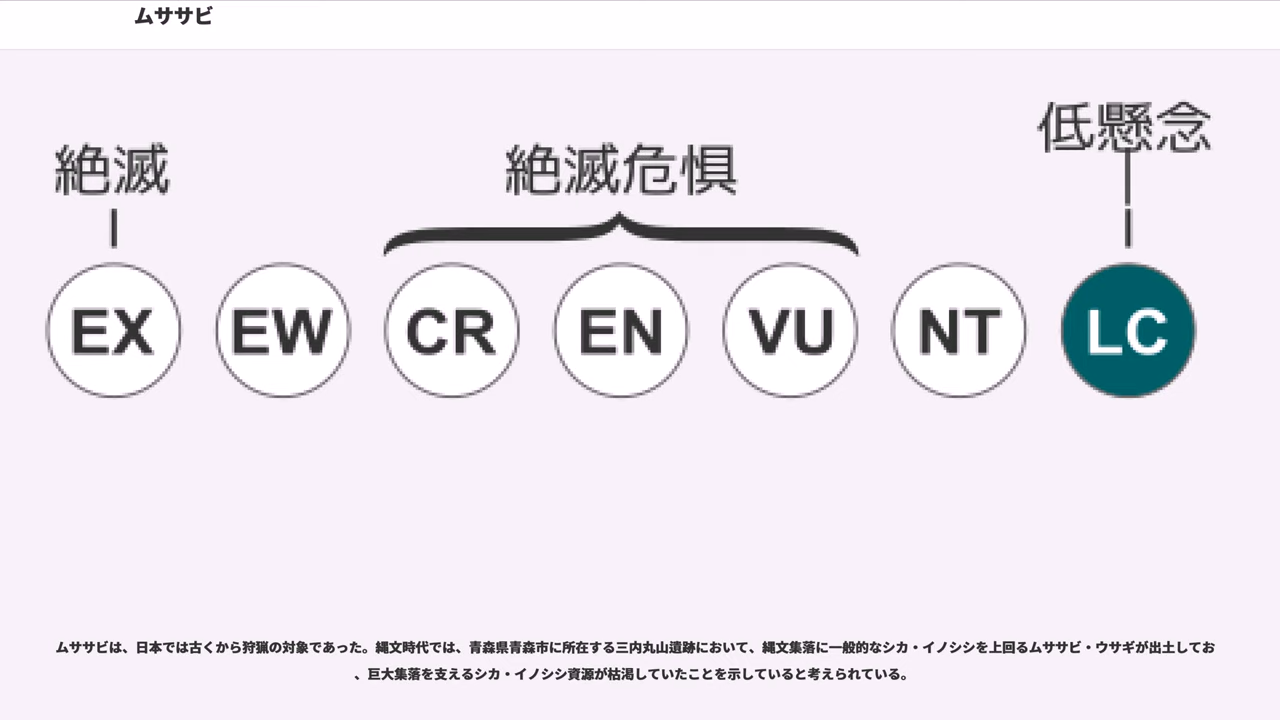 ムササビ
低懸念
絶滅 絶滅危惧
EX EW CR EN VU NT LC
ムササビは、日本では古くから狩猟の対象であった。縄文時代では、青森県青森市に所在する三内丸山遺跡において、縄文集落に一般的なシカ・イノシシを上回るムササビ・ウサギが出土してお
、巨大集落を支えるシカ・イノシシ資源が枯渇していたことを示していると考えられている。